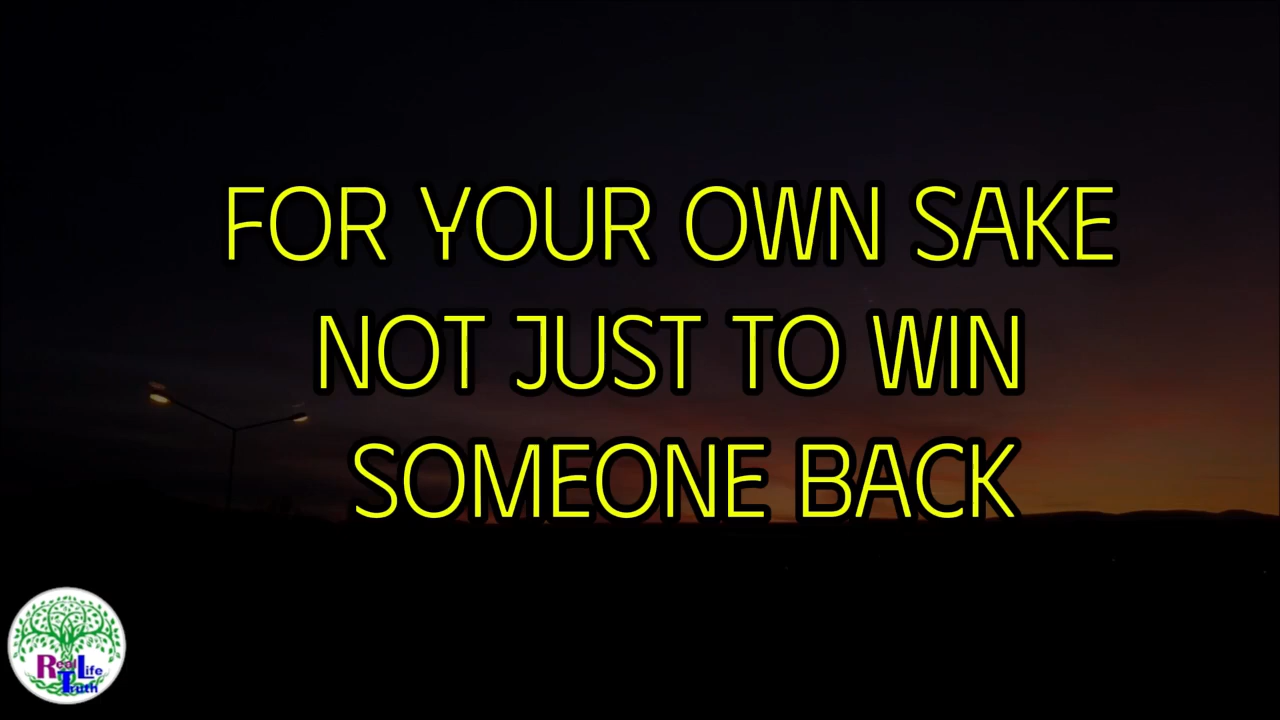 FOR YOUR OWN SAKE
NOT JUST TO WIN
SOMEONE BACK
Real Life
Truth